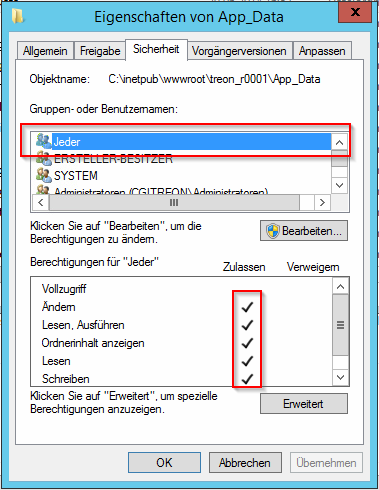 Eigenschaften von App_Data
Allgemein Freigabe Sicherheit Vorgängerversionen Anpassen
Objektname: C:\inetpub\wwwroot\treon_r0001\App_Data
Gruppen- oder Benutzernamen:
Jeder
ERSTELLER-BESITZER
SYSTEM
Administratoren (CGITREON\Administratoren)
Klicken Sie auf "Bearbeiten", um die
Berechtigungen zu ändern.
Bearbeiten...
Berechtigungen für "Jeder" Zulassen Verweigern
Vollzugriff
Ändern
Lesen, Ausführen
Ordnerinhalt anzeigen
Lesen
Schreiben
Klicken Sie auf "Erweitert", um spezielle
Berechtigungen anzuzeigen.
Erweitert
OK Abbrechen Übernehmen